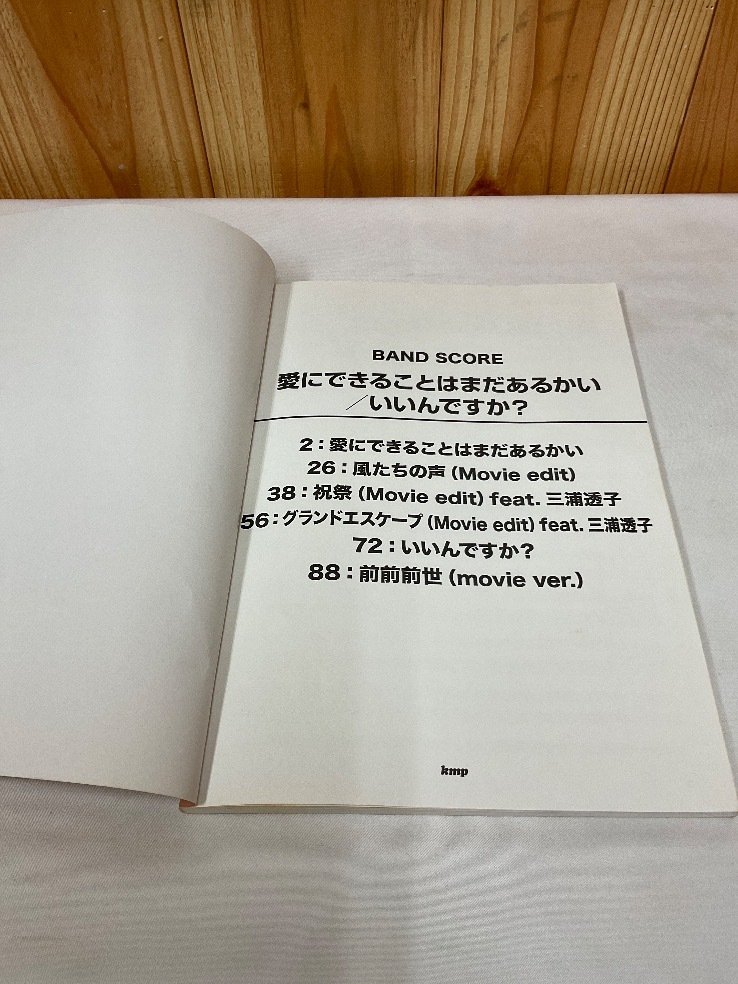 BAND SCORE
愛にできることはまだあるかい
／いいんですか？
2：愛にできることはまだあるかい
26：風たちの声 (Movie edit)
38：祝祭 (Movie edit) feat. 三浦透子
56：グランドエスケープ (Movie edit) feat. 三浦透子
72：いいんですか？
88：前前前世 (movie ver.)
kmp